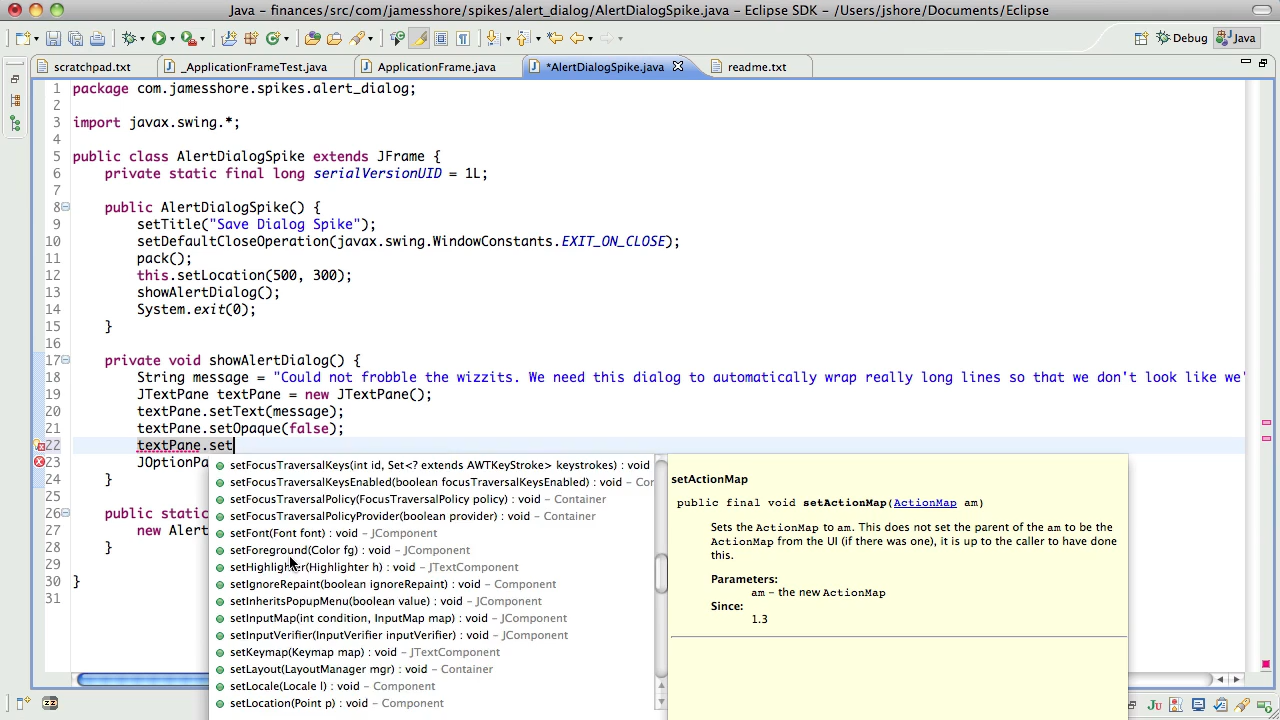 Java - finances/src/com/jamesshore/spikes/alert_dialog/AlertDialogSpike.java - Eclipse SDK - /Users/jshore/Documents/Eclipse
Debug Java
scratchpad.txt _ApplicationFrameTest.java ApplicationFrame.java *AlertDialogSpike.java readme.txt
1 package com.jamesshore.spikes.alert_dialog;
2
3 import javax.swing.*;
4
5 public class AlertDialogSpike extends JFrame {
6 private static final long serialVersionUID = 1L;
7
8 public AlertDialogSpike() {
9 setTitle("Save Dialog Spike");
10 setDefaultCloseOperation(javax.swing.WindowConstants.EXIT_ON_CLOSE);
11 pack();
12 this.setLocation(500, 300);
13 showAlertDialog();
14 System.exit(0);
15 }
16
17 private void showAlertDialog() {
18 String message = "Could not frobble the wizzits. We need this dialog to automatically wrap really long lines so that we don't look like we'
19 JTextPane textPane = new JTextPane();
20 textPane.setText(message);
21 textPane.setOpaque(false);
22 textPane.set
23 JOptionPa
24 }
25
26 public static
27 new Alert
28 }
29
30 }
31
setFocusTraversalKeys(int id, Set<? extends AWTKeyStroke> keystrokes) : void
setFocusTraversalKeysEnabled(boolean focusTraversalKeysEnabled) : void - Cor
setFocusTraversalPolicy(FocusTraversalPolicy policy) : void - Container
setFocusTraversalPolicyProvider(boolean provider) : void - Container
setFont(Font font) : void - JComponent
setForeground(Color fg) : void - JComponent
setHighlighter(Highlighter h) : void - JTextComponent
setIgnoreRepaint(boolean ignoreRepaint) : void - Component
setInheritsPopupMenu(boolean value) : void - JComponent
setInputMap(int condition, InputMap map) : void - JComponent
setInputVerifier(InputVerifier inputVerifier) : void - JComponent
setKeymap(Keymap map) : void - JTextComponent
setLayout(LayoutManager mgr) : void - Container
setLocale(Locale l) : void - Component
setLocation(Point p) : void - Component
setActionMap
public final void setActionMap(ActionMap am)
Sets the ActionMap to am. This does not set the parent of the am to be the
ActionMap from the UI (if there was one), it is up to the caller to have done
this.
Parameters:
am - the new ActionMap
Since:
1.3